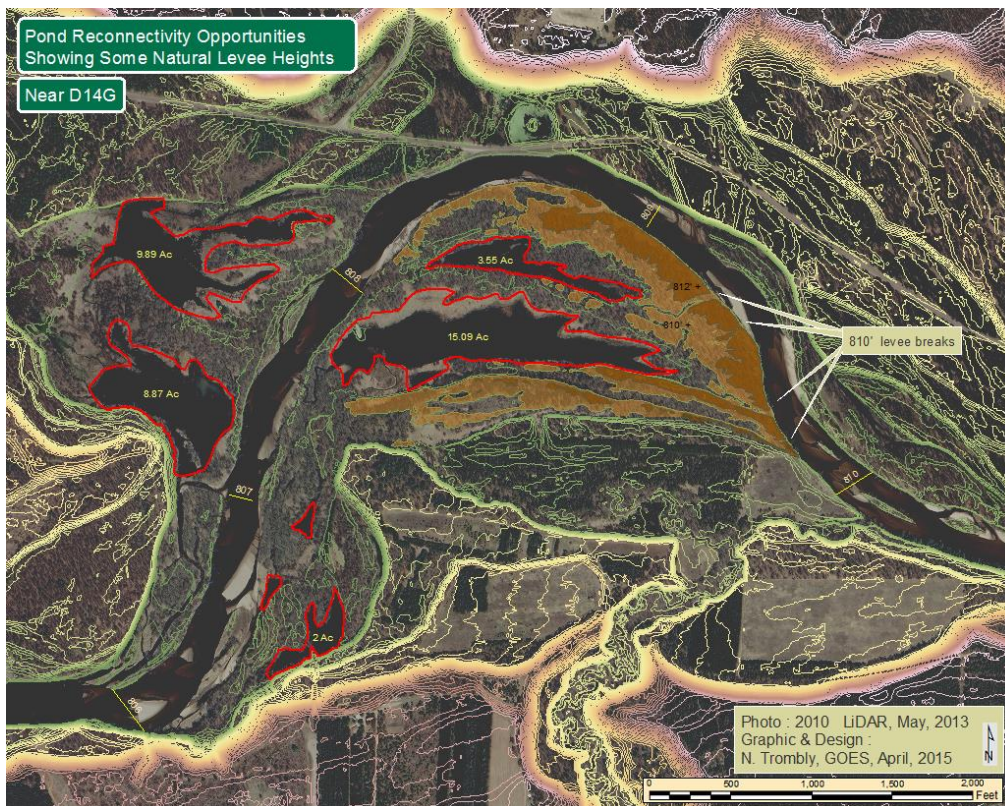 Pond Reconnectivity Opportunities
Showing Some Natural Levee Heights
Near D14G
9.89 Ac
3.55 Ac
812' +
810' +
15.09 Ac
810' levee breaks
8.87 Ac
807
810
2 Ac
Photo : 2010 LiDAR, May, 2013
Graphic & Design :
N. Trombly, GOES, April, 2015
N
0 500 1,000 1,500 2,000
Feet